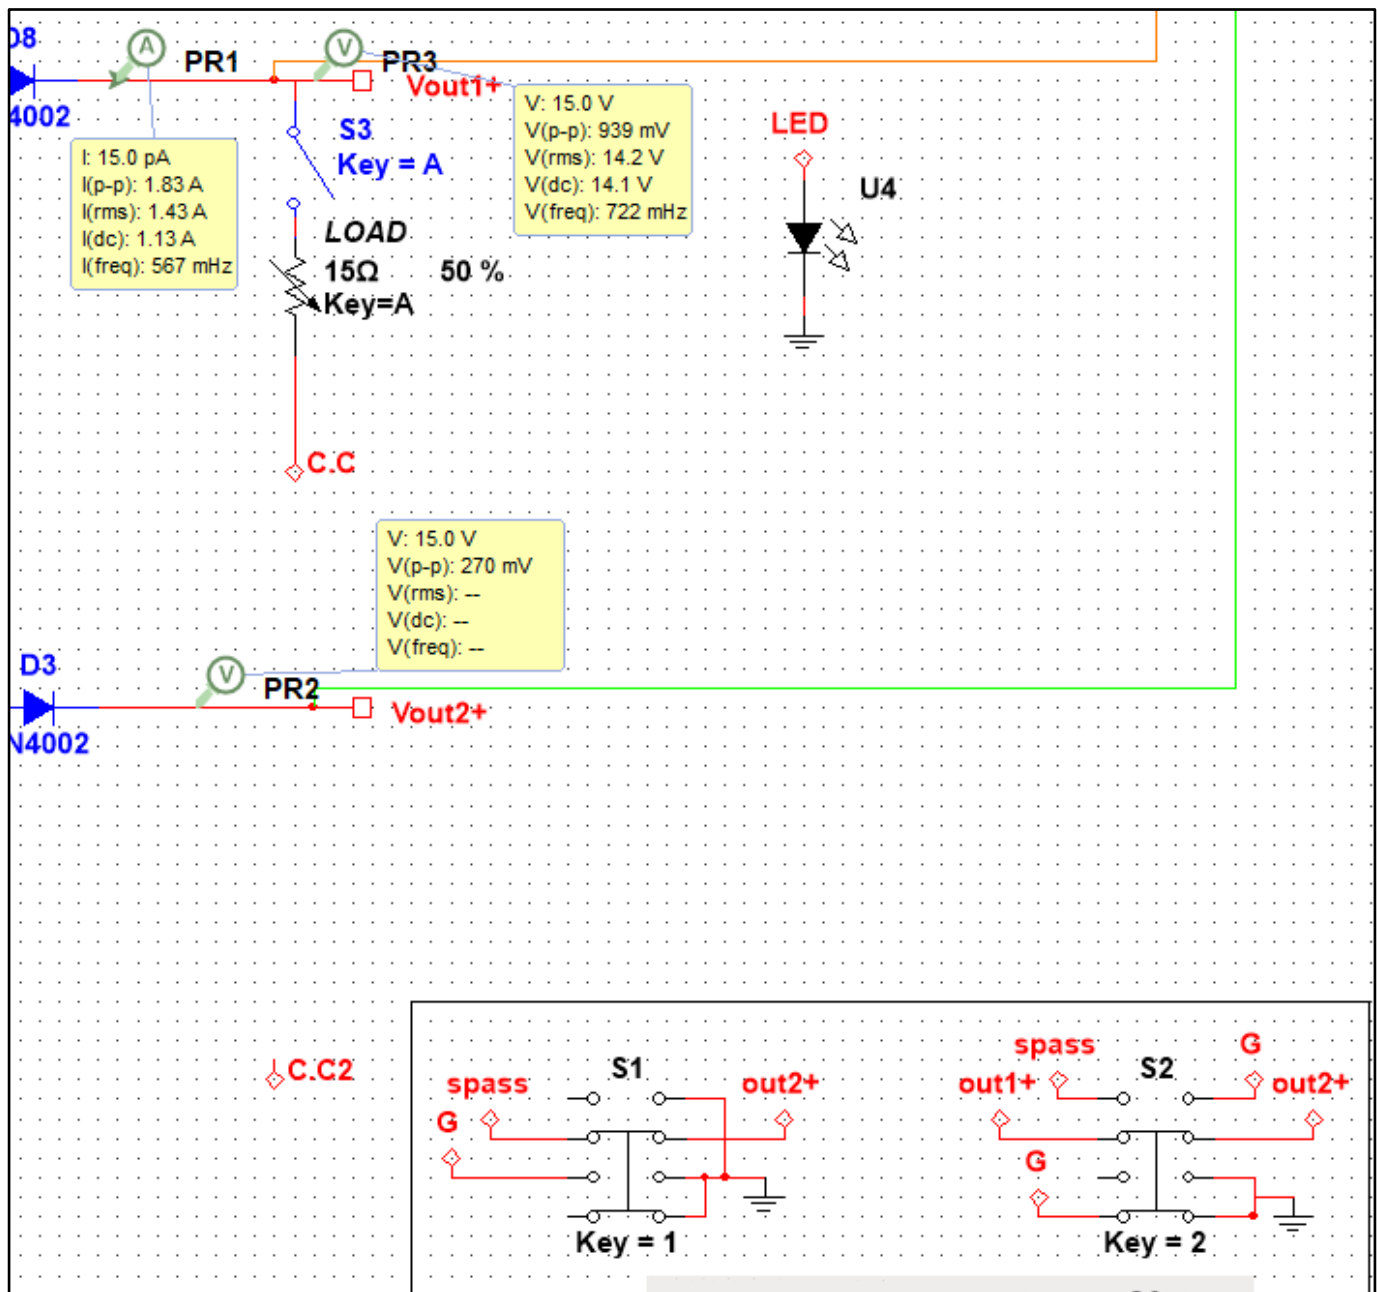 D8
PR1
PR3
Vout1+
4002
I: 15.0 pA
I(p-p): 1.83 A
I(rms): 1.43 A
I(dc): 1.13 A
I(freq): 567 mHz
A
V
V: 15.0 V
V(p-p): 939 mV
V(rms): 14.2 V
V(dc): 14.1 V
V(freq): 722 mHz
S3
Key = A
LOAD
15Ω 50 %
Key=A
C.C
LED
U4
V: 15.0 V
V(p-p): 270 mV
V(rms): --
V(dc): --
V(freq): --
D3
V
PR2
Vout2+
N4002
C.C2
spass
S1
out2+
G
Key = 1
spass
S2
G
out1+
out2+
G
Key = 2